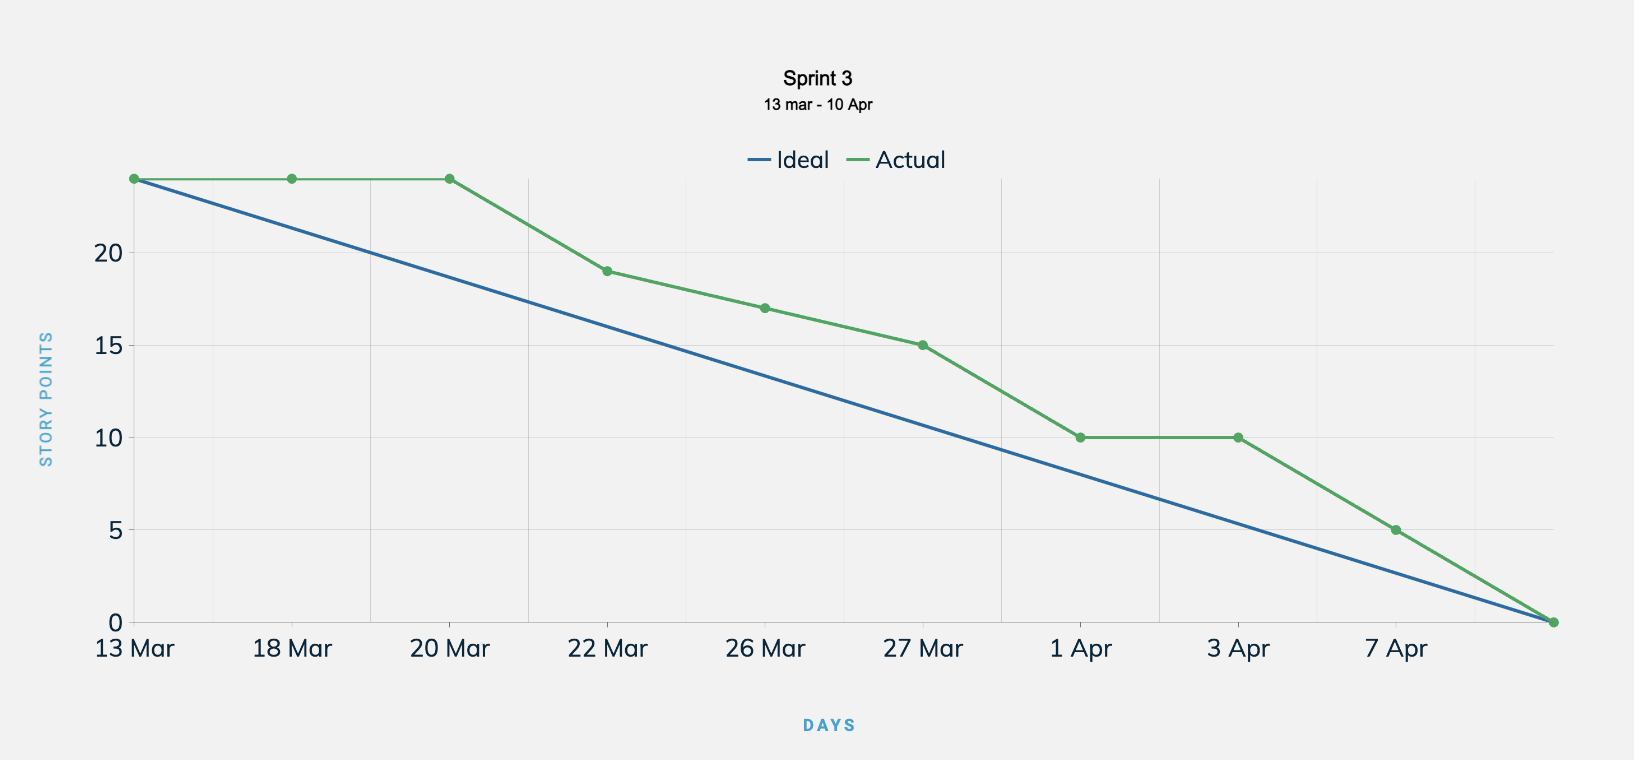 Sprint 3
13 mar - 10 Apr
Ideal Actual
20
15
10
5
0
STORY POINTS
13 Mar 18 Mar 20 Mar 22 Mar 26 Mar 27 Mar 1 Apr 3 Apr 7 Apr
DAYS